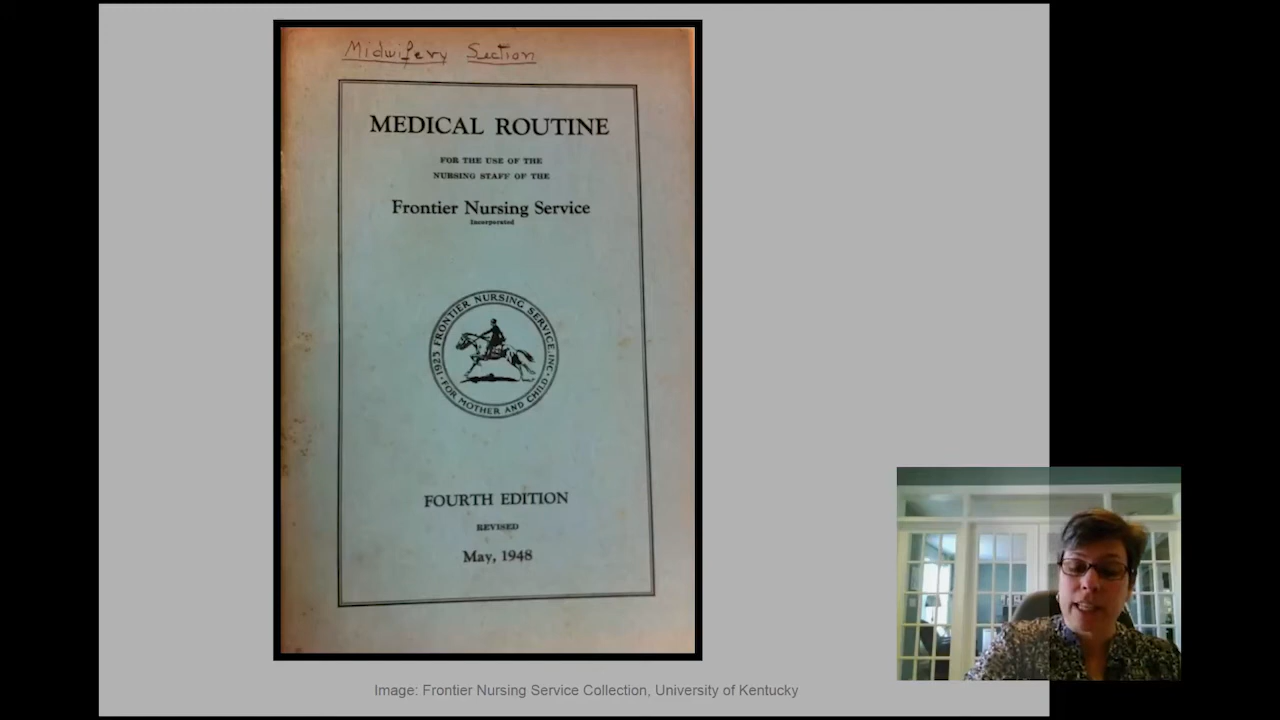 Midwifery Section
MEDICAL ROUTINE
FOR THE USE OF THE
NURSING STAFF OF THE
Frontier Nursing Service
Incorporated
FRONTIER NURSING SERVICE, INC.
1925 · FOR MOTHER AND CHILD ·
FOURTH EDITION
REVISED
May, 1948
Image: Frontier Nursing Service Collection, University of Kentucky